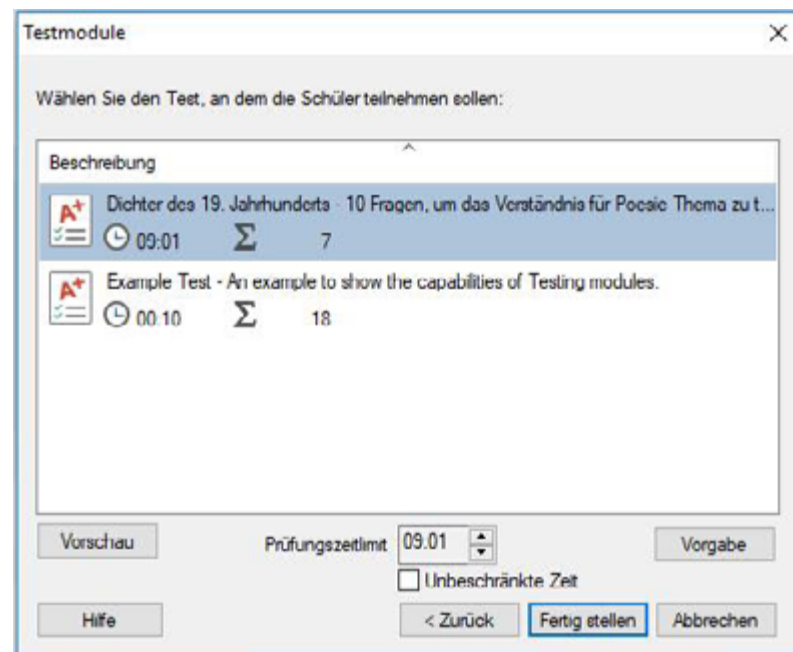 Testmodule
Wählen Sie den Test, an dem die Schüler teilnehmen sollen:
Beschreibung
A+
Dichter des 19. Jahrhunderts - 10 Fragen, um das Verständnis für Poesie Thema zu t...
09:01 Σ 7
A+
Example Test - An example to show the capabilities of Testing modules.
00:10 Σ 18
Vorschau Prüfungszeitlimit 09:01 Vorgabe
Unbeschränkte Zeit
Hilfe < Zurück Fertig stellen Abbrechen